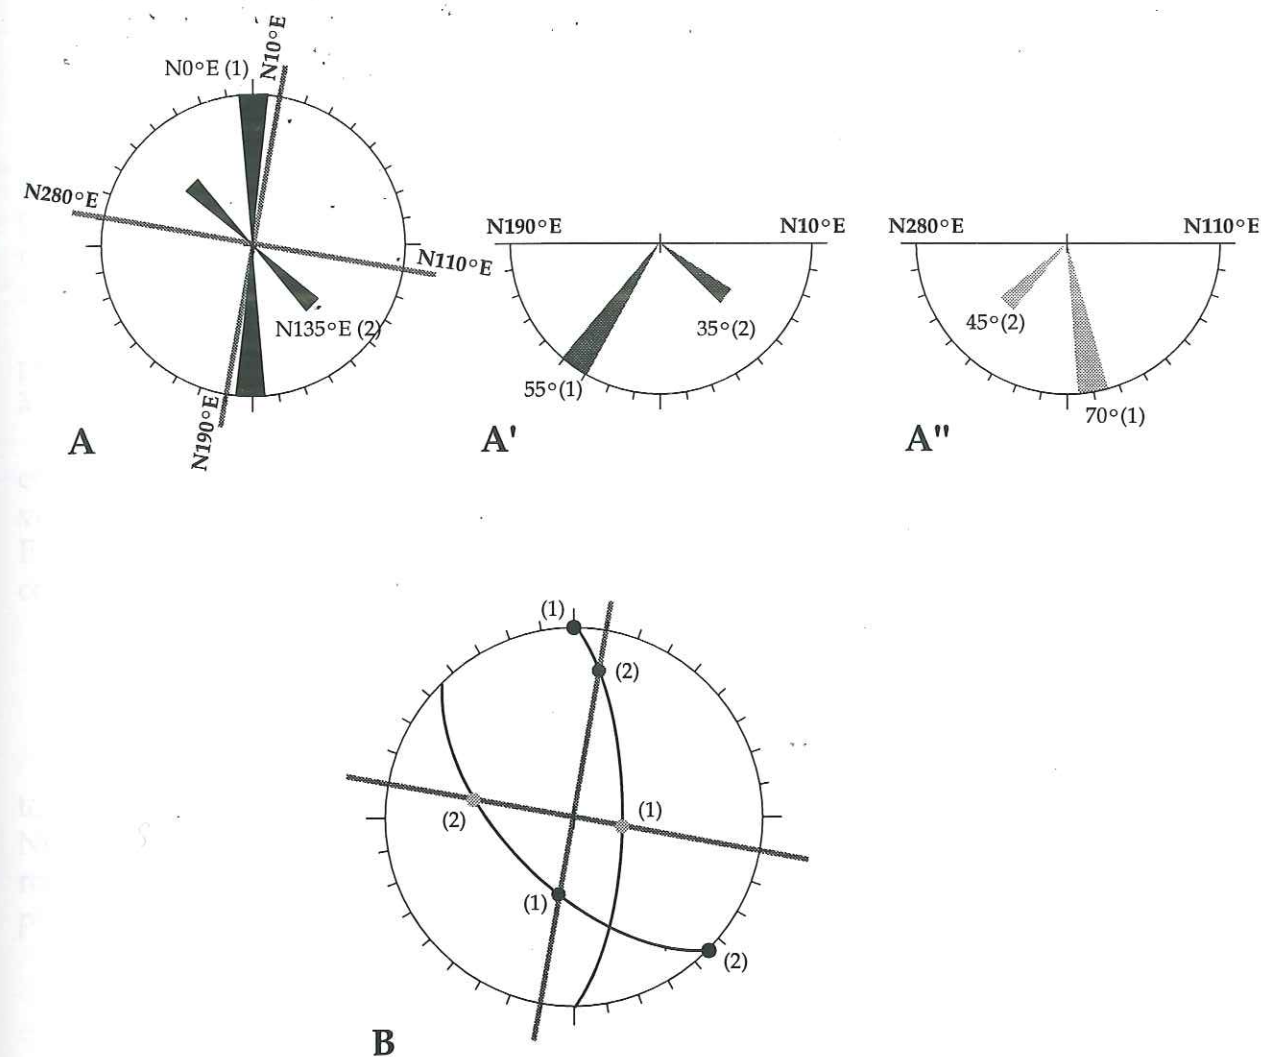 N0°E (1)
N10°E
N280°E
N110°E
N135°E (2)
N190°E
A
N190°E
N10°E
35°(2)
55°(1)
A'
N280°E
N110°E
45°(2)
70°(1)
A"
(1)
(2)
(2)
(1)
(1)
(2)
B